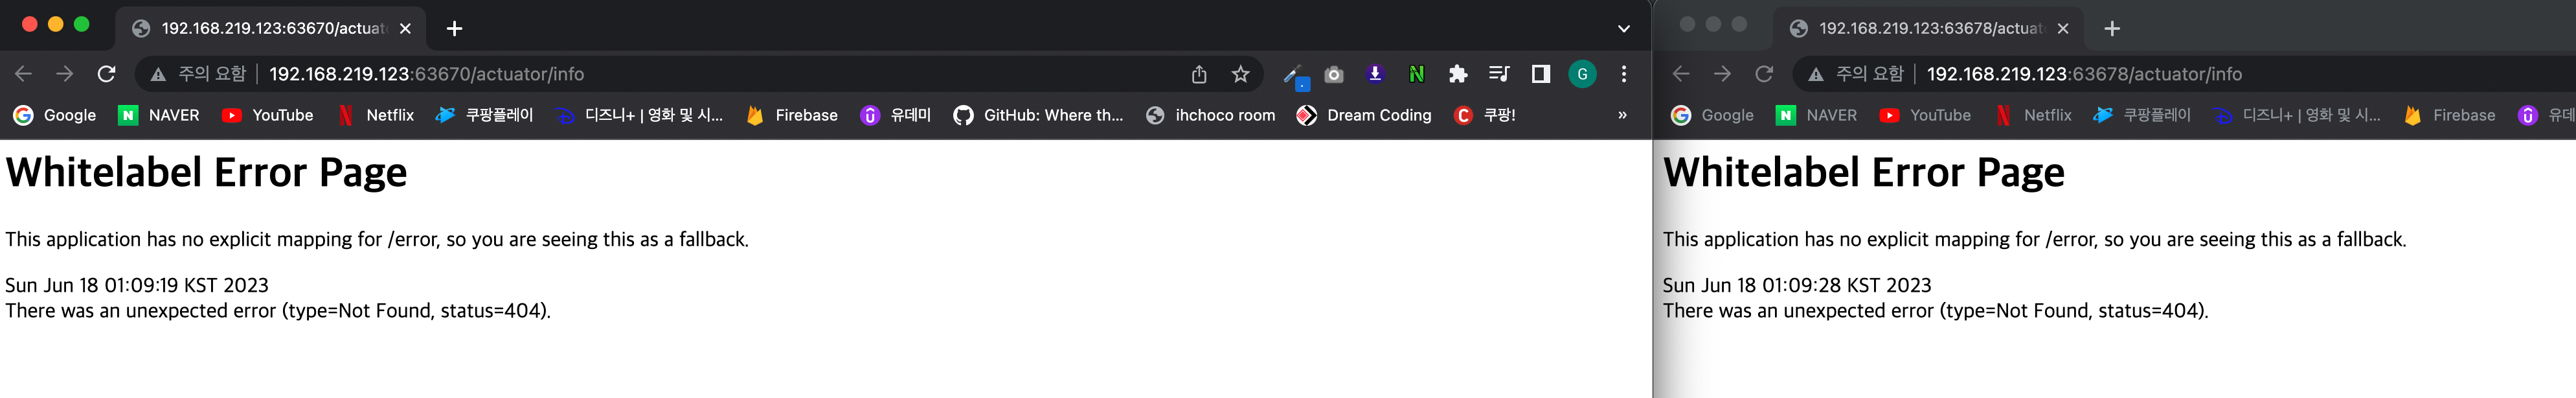 192.168.219.123:63670/actuat
주의 요함 192.168.219.123:63670/actuator/info
G
Google NAVER YouTube Netflix 쿠팡플레이 디즈니+ | 영화 및 시... Firebase 유데미 GitHub: Where th... ihchoco room Dream Coding 쿠팡! »
Whitelabel Error Page
This application has no explicit mapping for /error, so you are seeing this as a fallback.
Sun Jun 18 01:09:19 KST 2023
There was an unexpected error (type=Not Found, status=404).
192.168.219.123:63678/actuat
주의 요함 192.168.219.123:63678/actuator/info
Google NAVER YouTube Netflix 쿠팡플레이 디즈니+ | 영화 및 시... Firebase 유데
Whitelabel Error Page
This application has no explicit mapping for /error, so you are seeing this as a fallback.
Sun Jun 18 01:09:28 KST 2023
There was an unexpected error (type=Not Found, status=404).